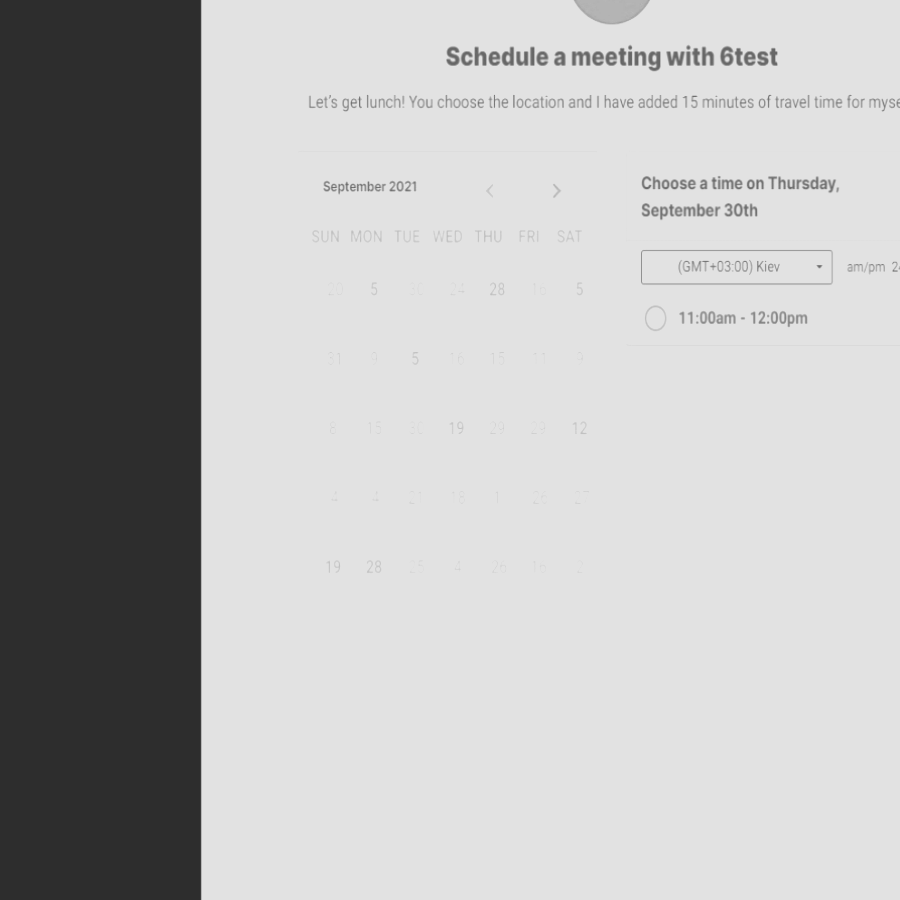 Schedule a meeting with 6test
Let's get lunch! You choose the location and I have added 15 minutes of travel time for myse
September 2021
Choose a time on Thursday,
September 30th
SUN MON TUE WED THU FRI SAT
(GMT+03:00) Kiev
am/pm 24
11:00am - 12:00pm
20 5 30 24 28 16 5
31 9 5 16 15 11 9
8 15 30 19 29 29 12
4 4 21 18 1 26 27
19 28 15 4 26 16 2